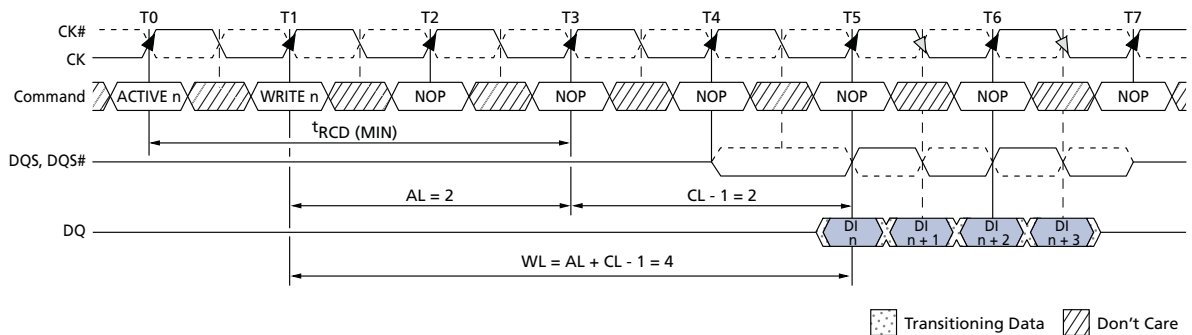 T0 T1 T2 T3 T4 T5 T6 T7
CK#
CK
Command ACTIVE n WRITE n NOP NOP NOP NOP NOP NOP
tRCD (MIN)
DQS, DQS#
AL = 2 CL - 1 = 2
DQ DI n DI n + 1 DI n + 2 DI n + 3
WL = AL + CL - 1 = 4
Transitioning Data Don't Care